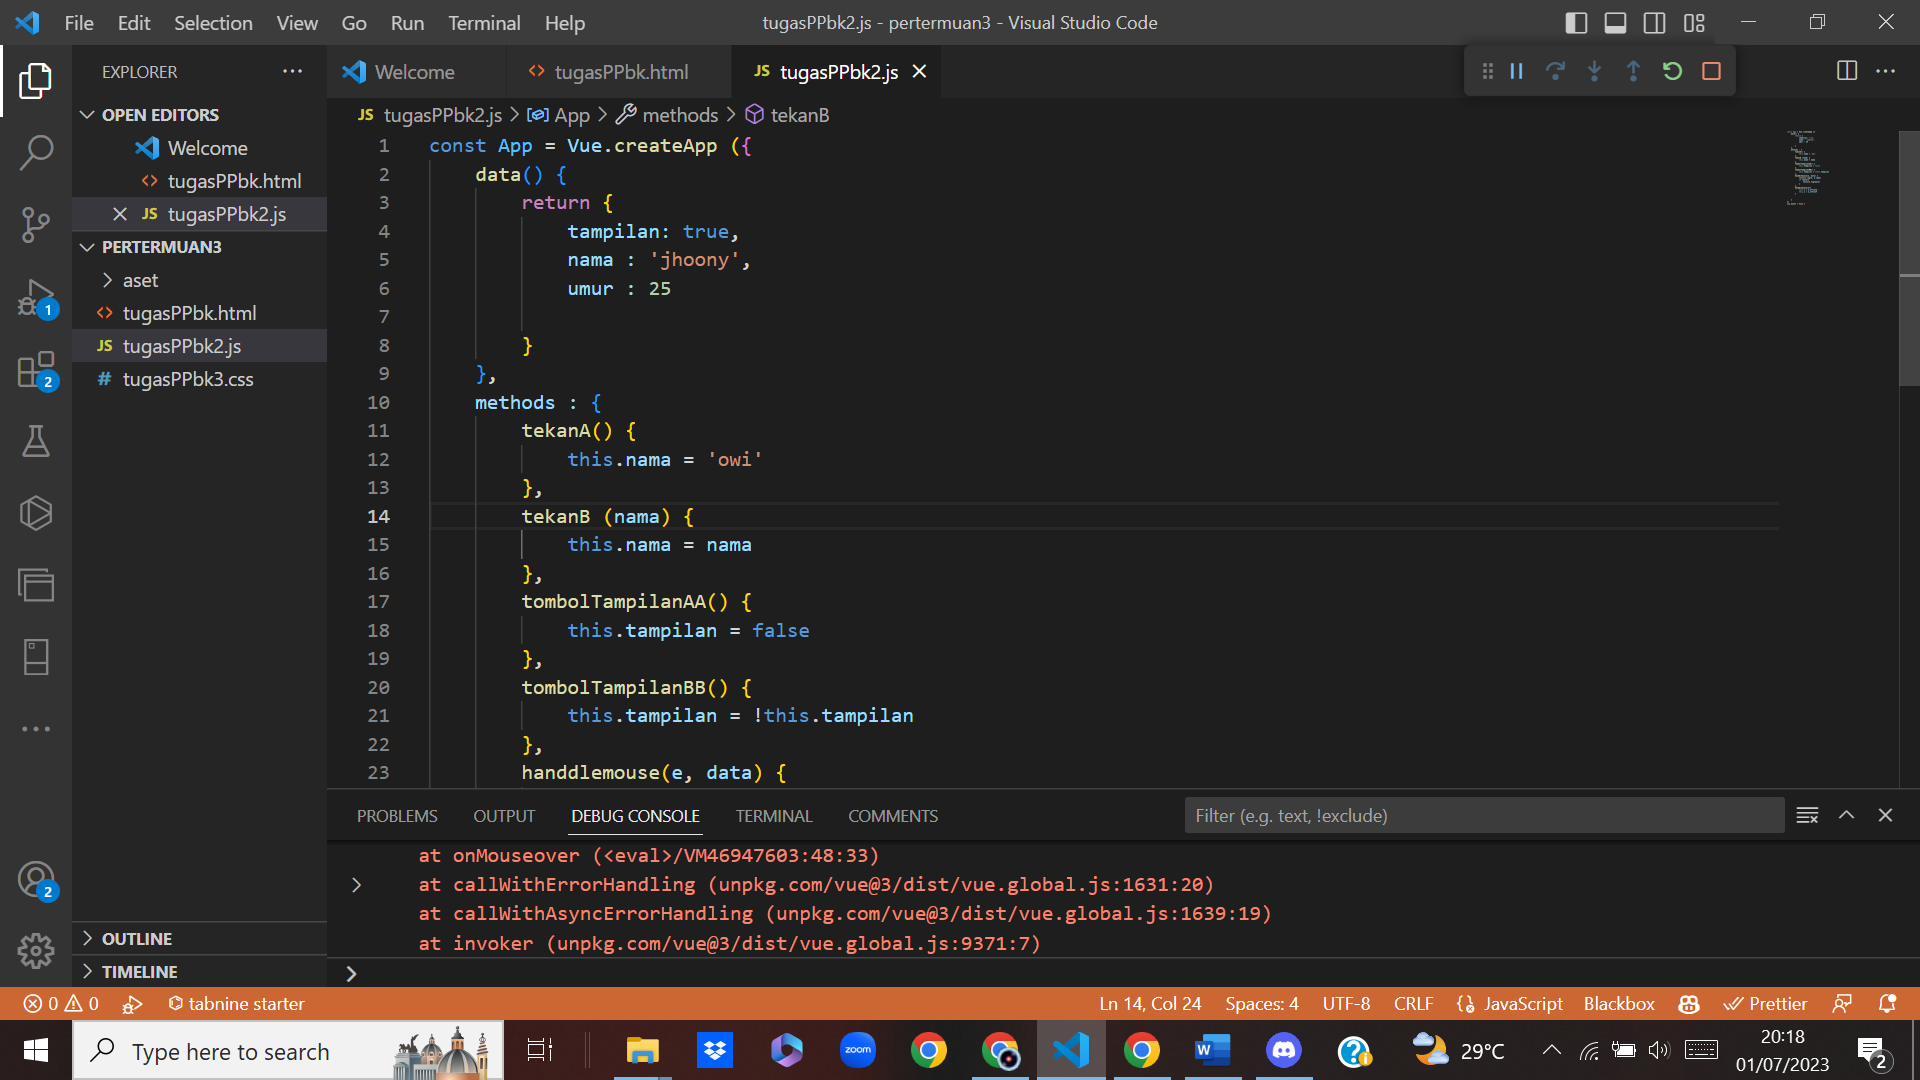 File Edit Selection View Go Run Terminal Help tugasPPbk2.js - pertermuan3 - Visual Studio Code
EXPLORER
Welcome
<> tugasPPbk.html
JS tugasPPbk2.js
OPEN EDITORS
Welcome
<> tugasPPbk.html
JS tugasPPbk2.js
PERTERMUAN3
aset
<> tugasPPbk.html
JS tugasPPbk2.js
# tugasPPbk3.css
1
2
2
OUTLINE
TIMELINE
JS tugasPPbk2.js > App > methods > tekanB
1 const App = Vue.createApp ({
2 data() {
3 return {
4 tampilan: true,
5 nama : 'jhoony',
6 umur : 25
7
8 }
9 },
10 methods : {
11 tekanA() {
12 this.nama = 'owi'
13 },
14 tekanB (nama) {
15 this.nama = nama
16 },
17 tombolTampilanAA() {
18 this.tampilan = false
19 },
20 tombolTampilanBB() {
21 this.tampilan = !this.tampilan
22 },
23 handdlemouse(e, data) {
PROBLEMS OUTPUT DEBUG CONSOLE TERMINAL COMMENTS Filter (e.g. text, !exclude)
at onMouseover (<eval>/VM46947603:48:33)
at callWithErrorHandling (unpkg.com/vue@3/dist/vue.global.js:1631:20)
at callWithAsyncErrorHandling (unpkg.com/vue@3/dist/vue.global.js:1639:19)
at invoker (unpkg.com/vue@3/dist/vue.global.js:9371:7)
0 0 tabnine starter Ln 14, Col 24 Spaces: 4 UTF-8 CRLF {} JavaScript Blackbox Prettier
Type here to search zoom W 29°C 20:18
01/07/2023 2